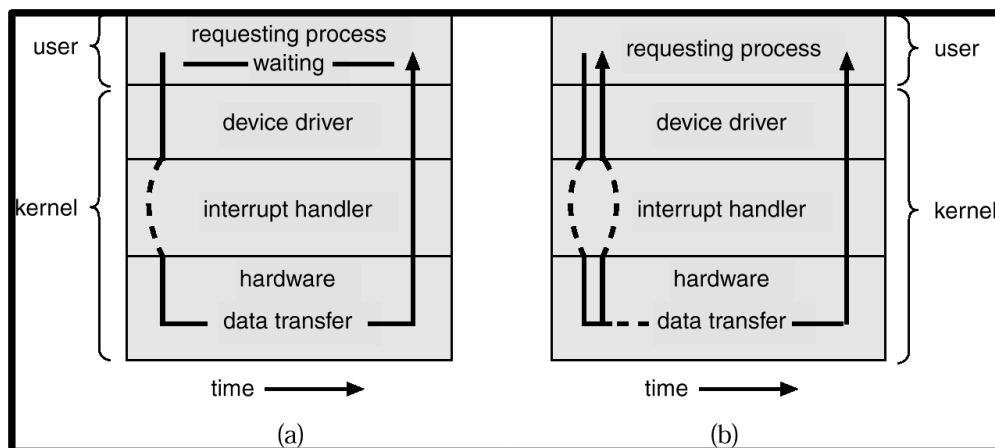 user
requesting process
waiting
device driver
kernel
interrupt handler
hardware
data transfer
time
(a)
requesting process
user
device driver
interrupt handler
kernel
hardware
data transfer
time
(b)